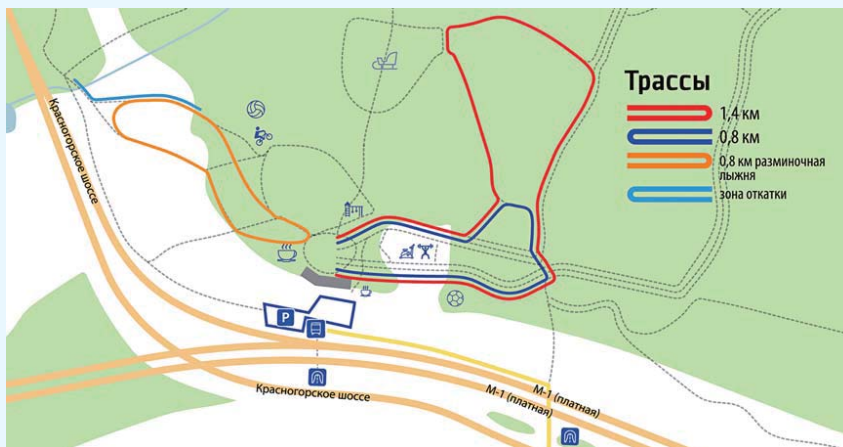 Трассы
1,4 км
0,8 км
0,8 км разминочная
лыжня
зона откатки
Красногорское шоссе
P
М-1 (платная)
М-1 (платная)
Красногорское шоссе